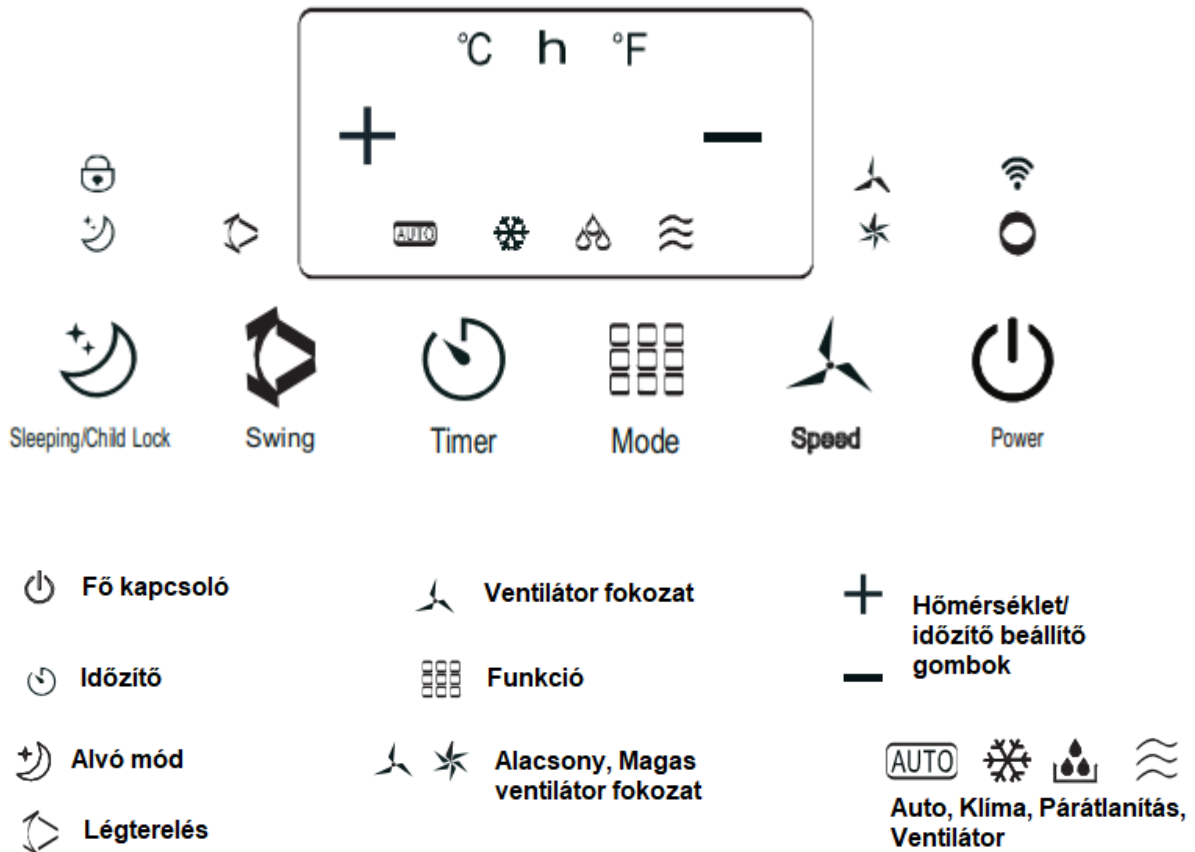 °C h °F
+ −
AUTO
Sleeping/Child Lock Swing Timer Mode Speed Power
Fő kapcsoló
Ventilátor fokozat
Hőmérséklet/
időzítő beállító
gombok
Időzítő
Funkció
Alvó mód
Alacsony, Magas
ventilátor fokozat
AUTO
Auto, Klíma, Párátlanítás,
Ventilátor
Légterelés